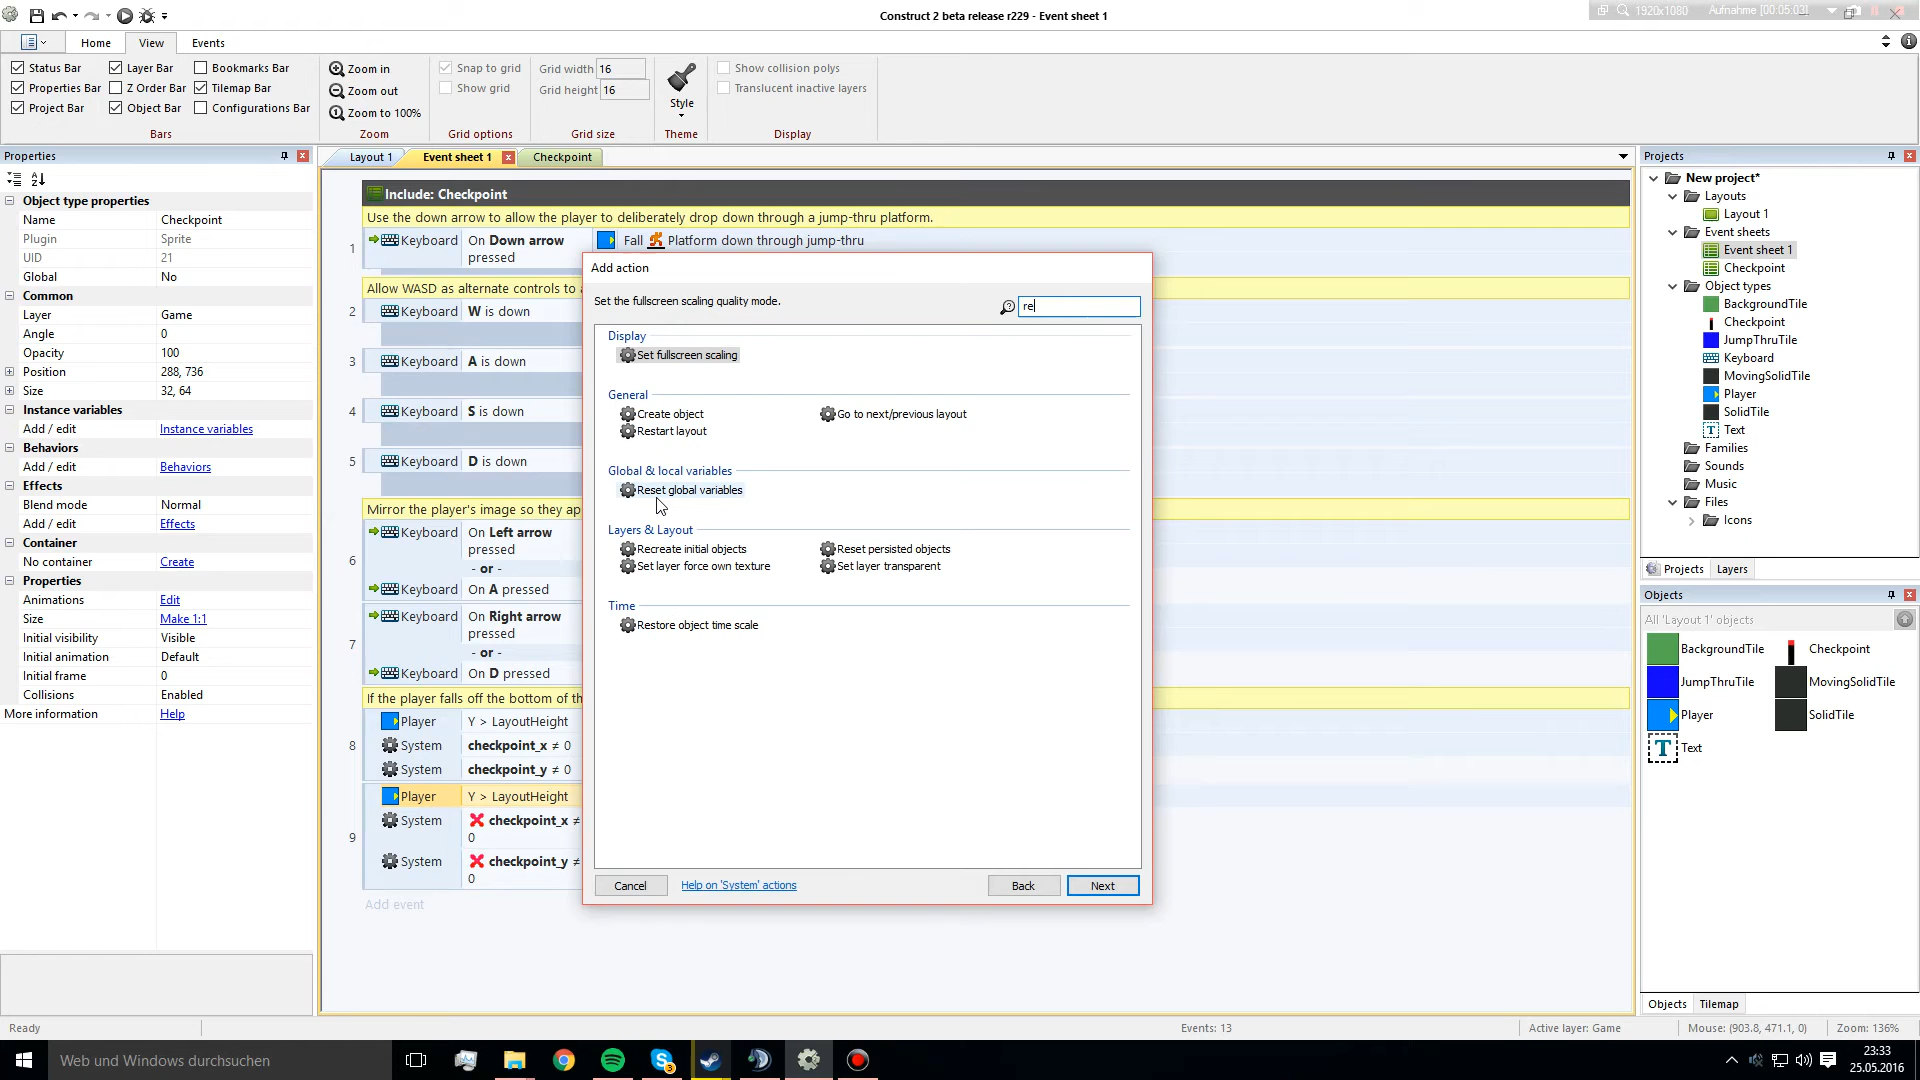 Construct 2 beta release r229 - Event sheet 1
1920x1080
Aufnahme [00:05:03]
Home
View
Events
Status Bar
Layer Bar
Bookmarks Bar
Properties Bar
Z Order Bar
Tilemap Bar
Project Bar
Object Bar
Configurations Bar
Bars
Zoom in
Zoom out
Zoom to 100%
Zoom
Snap to grid
Show grid
Grid options
Grid width 16
Grid height 16
Grid size
Style
Theme
Show collision polys
Translucent inactive layers
Display
Properties
Object type properties
Name Checkpoint
Plugin Sprite
UID 21
Global No
Common
Layer Game
Angle 0
Opacity 100
Position 288, 736
Size 32, 64
Instance variables
Add / edit Instance variables
Behaviors
Add / edit Behaviors
Effects
Blend mode Normal
Add / edit Effects
Container
No container Create
Properties
Animations Edit
Size Make 1:1
Initial visibility Visible
Initial animation Default
Initial frame 0
Collisions Enabled
More information Help
Layout 1
Event sheet 1
Checkpoint
Include: Checkpoint
Use the down arrow to allow the player to deliberately drop down through a jump-thru platform.
1 Keyboard On Down arrow pressed
Fall Platform down through jump-thru
Allow WASD as alternate controls to a
2 Keyboard W is down
3 Keyboard A is down
4 Keyboard S is down
5 Keyboard D is down
Mirror the player's image so they ap
6 Keyboard On Left arrow pressed
- or -
Keyboard On A pressed
7 Keyboard On Right arrow pressed
- or -
Keyboard On D pressed
If the player falls off the bottom of th
8 Player Y > LayoutHeight
System checkpoint_x ≠ 0
System checkpoint_y ≠ 0
9 Player Y > LayoutHeight
System checkpoint_x ≠ 0
System checkpoint_y ≠ 0
Add event
Add action
Set the fullscreen scaling quality mode.
re
Display
Set fullscreen scaling
General
Create object
Go to next/previous layout
Restart layout
Global & local variables
Reset global variables
Layers & Layout
Recreate initial objects
Reset persisted objects
Set layer force own texture
Set layer transparent
Time
Restore object time scale
Cancel
Help on 'System' actions
Back
Next
Projects
New project*
Layouts
Layout 1
Event sheets
Event sheet 1
Checkpoint
Object types
BackgroundTile
Checkpoint
JumpThruTile
Keyboard
MovingSolidTile
Player
SolidTile
Text
Families
Sounds
Music
Files
Icons
Projects
Layers
Objects
All 'Layout 1' objects
BackgroundTile
Checkpoint
JumpThruTile
MovingSolidTile
Player
SolidTile
Text
Objects
Tilemap
Ready
Events: 13
Active layer: Game
Mouse: (903.8, 471.1, 0)
Zoom: 136%
Web und Windows durchsuchen
3
23:33
25.05.2016